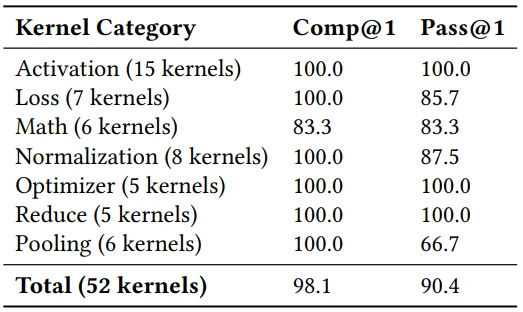 Kernel Category Comp@1 Pass@1
Activation (15 kernels) 100.0 100.0
Loss (7 kernels) 100.0 85.7
Math (6 kernels) 83.3 83.3
Normalization (8 kernels) 100.0 87.5
Optimizer (5 kernels) 100.0 100.0
Reduce (5 kernels) 100.0 100.0
Pooling (6 kernels) 100.0 66.7
Total (52 kernels) 98.1 90.4